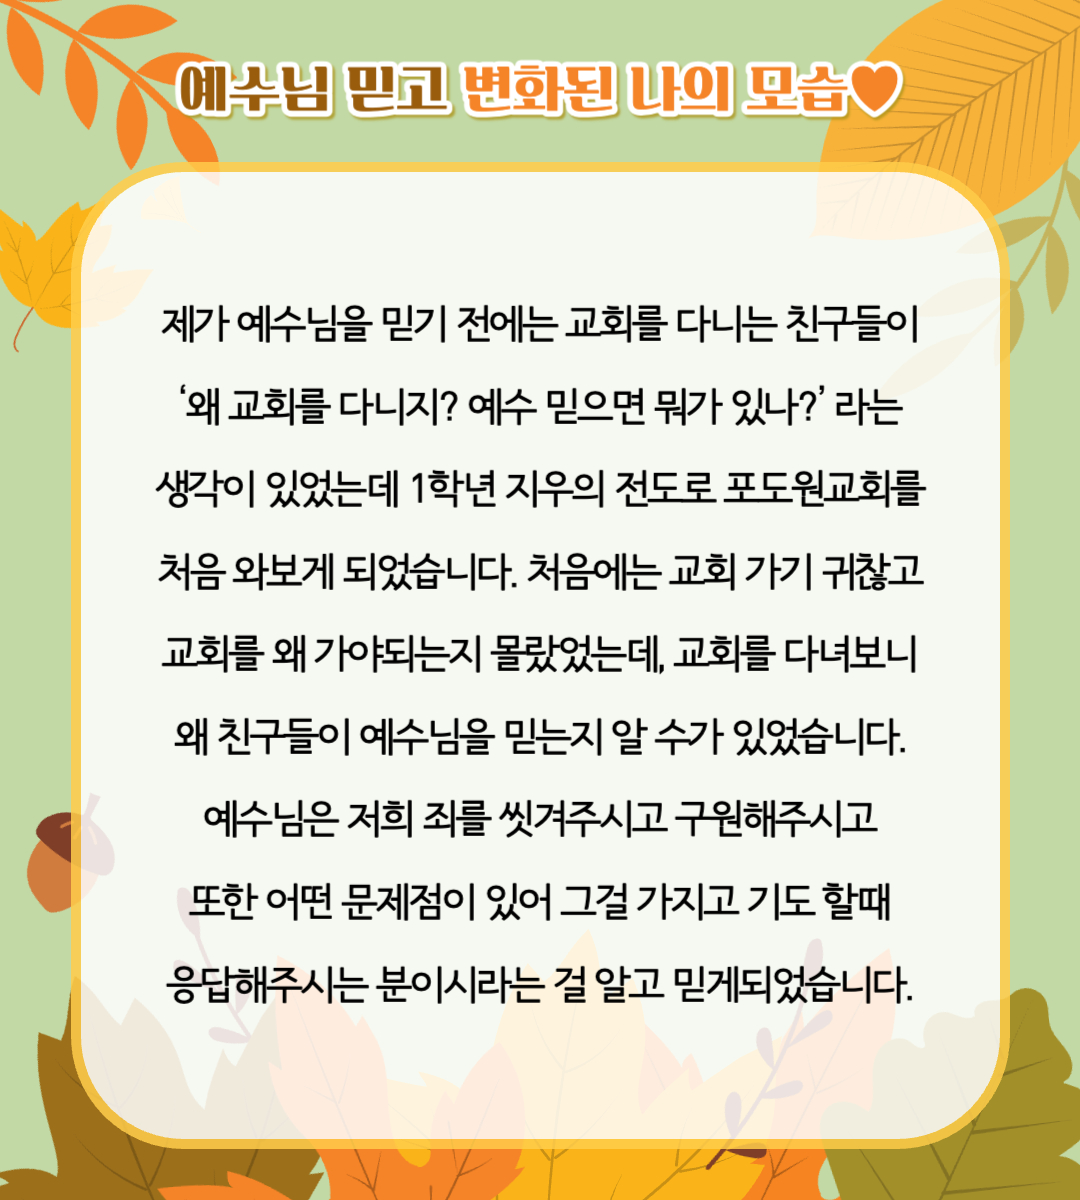 예수님 믿고 변화된 나의 모습♥
제가 예수님을 믿기 전에는 교회를 다니는 친구들이
‘왜 교회를 다니지? 예수 믿으면 뭐가 있나?’ 라는
생각이 있었는데 1학년 지우의 전도로 포도원교회를
처음 와보게 되었습니다. 처음에는 교회 가기 귀찮고
교회를 왜 가야되는지 몰랐었는데, 교회를 다녀보니
왜 친구들이 예수님을 믿는지 알 수가 있었습니다.
예수님은 저희 죄를 씻겨주시고 구원해주시고
또한 어떤 문제점이 있어 그걸 가지고 기도 할때
응답해주시는 분이시라는 걸 알고 믿게되었습니다.